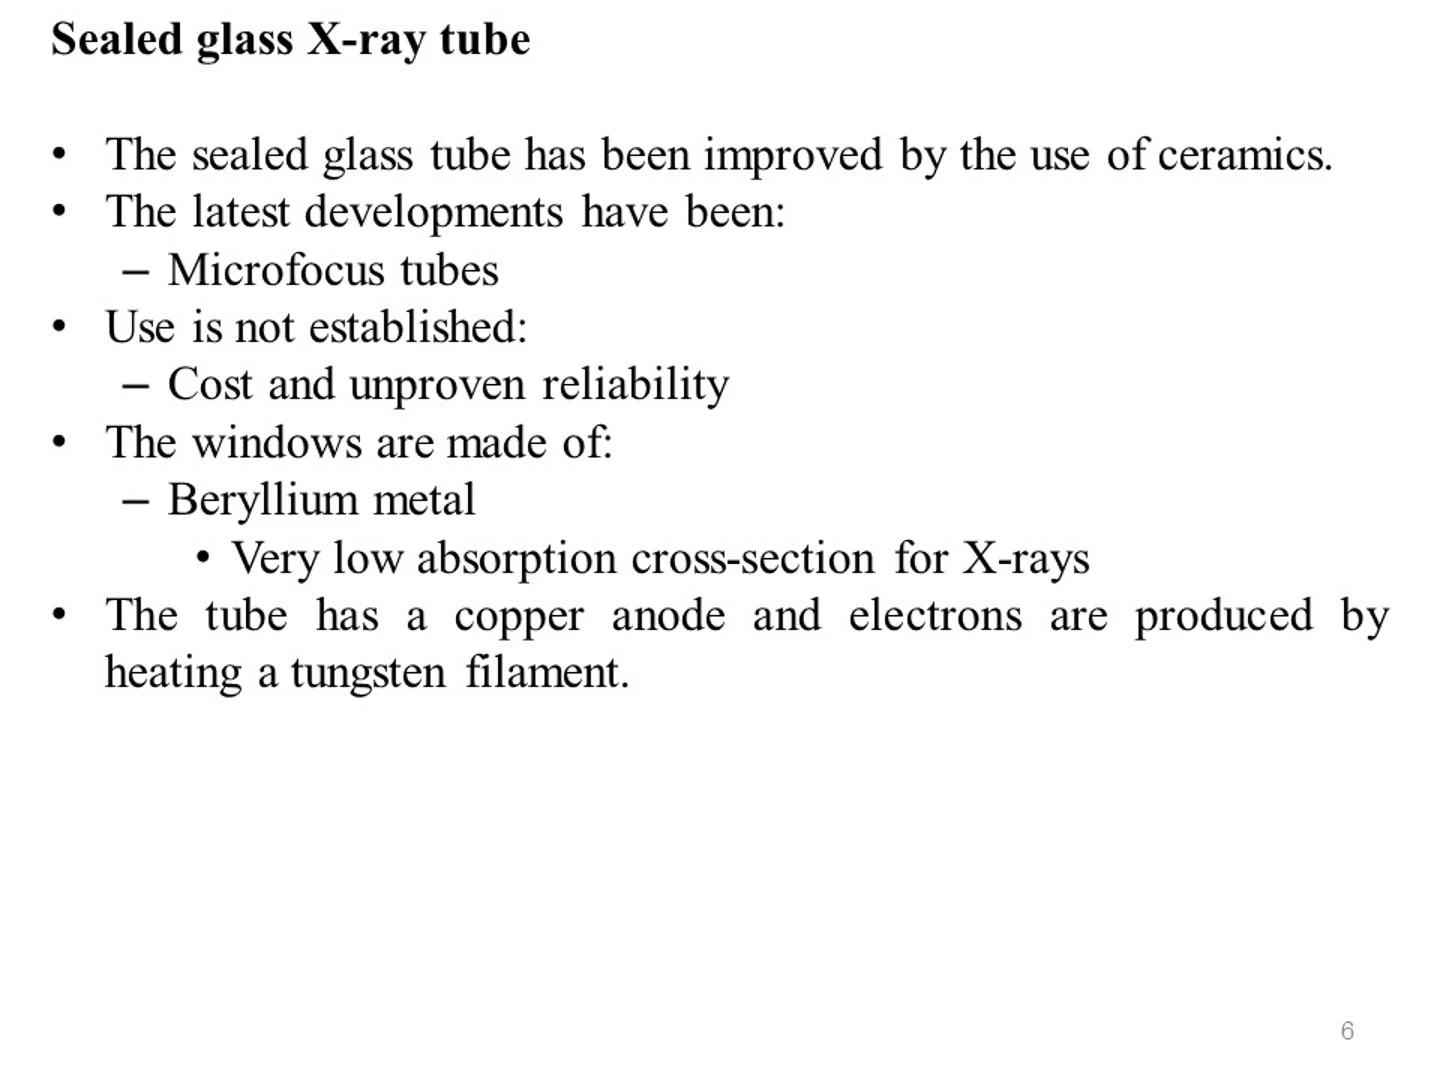 Sealed glass X-ray tube
• The sealed glass tube has been improved by the use of ceramics.
• The latest developments have been:
– Microfocus tubes
• Use is not established:
– Cost and unproven reliability
• The windows are made of:
– Beryllium metal
• Very low absorption cross-section for X-rays
• The tube has a copper anode and electrons are produced by
heating a tungsten filament.
6